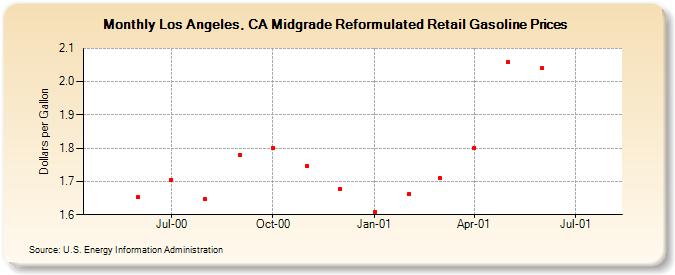 Monthly Los Angeles, CA Midgrade Reformulated Retail Gasoline Prices
Dollars per Gallon
2.1
2.0
1.9
1.8
1.7
1.6
Jul-00 Oct-00 Jan-01 Apr-01 Jul-01
Source: U.S. Energy Information Administration